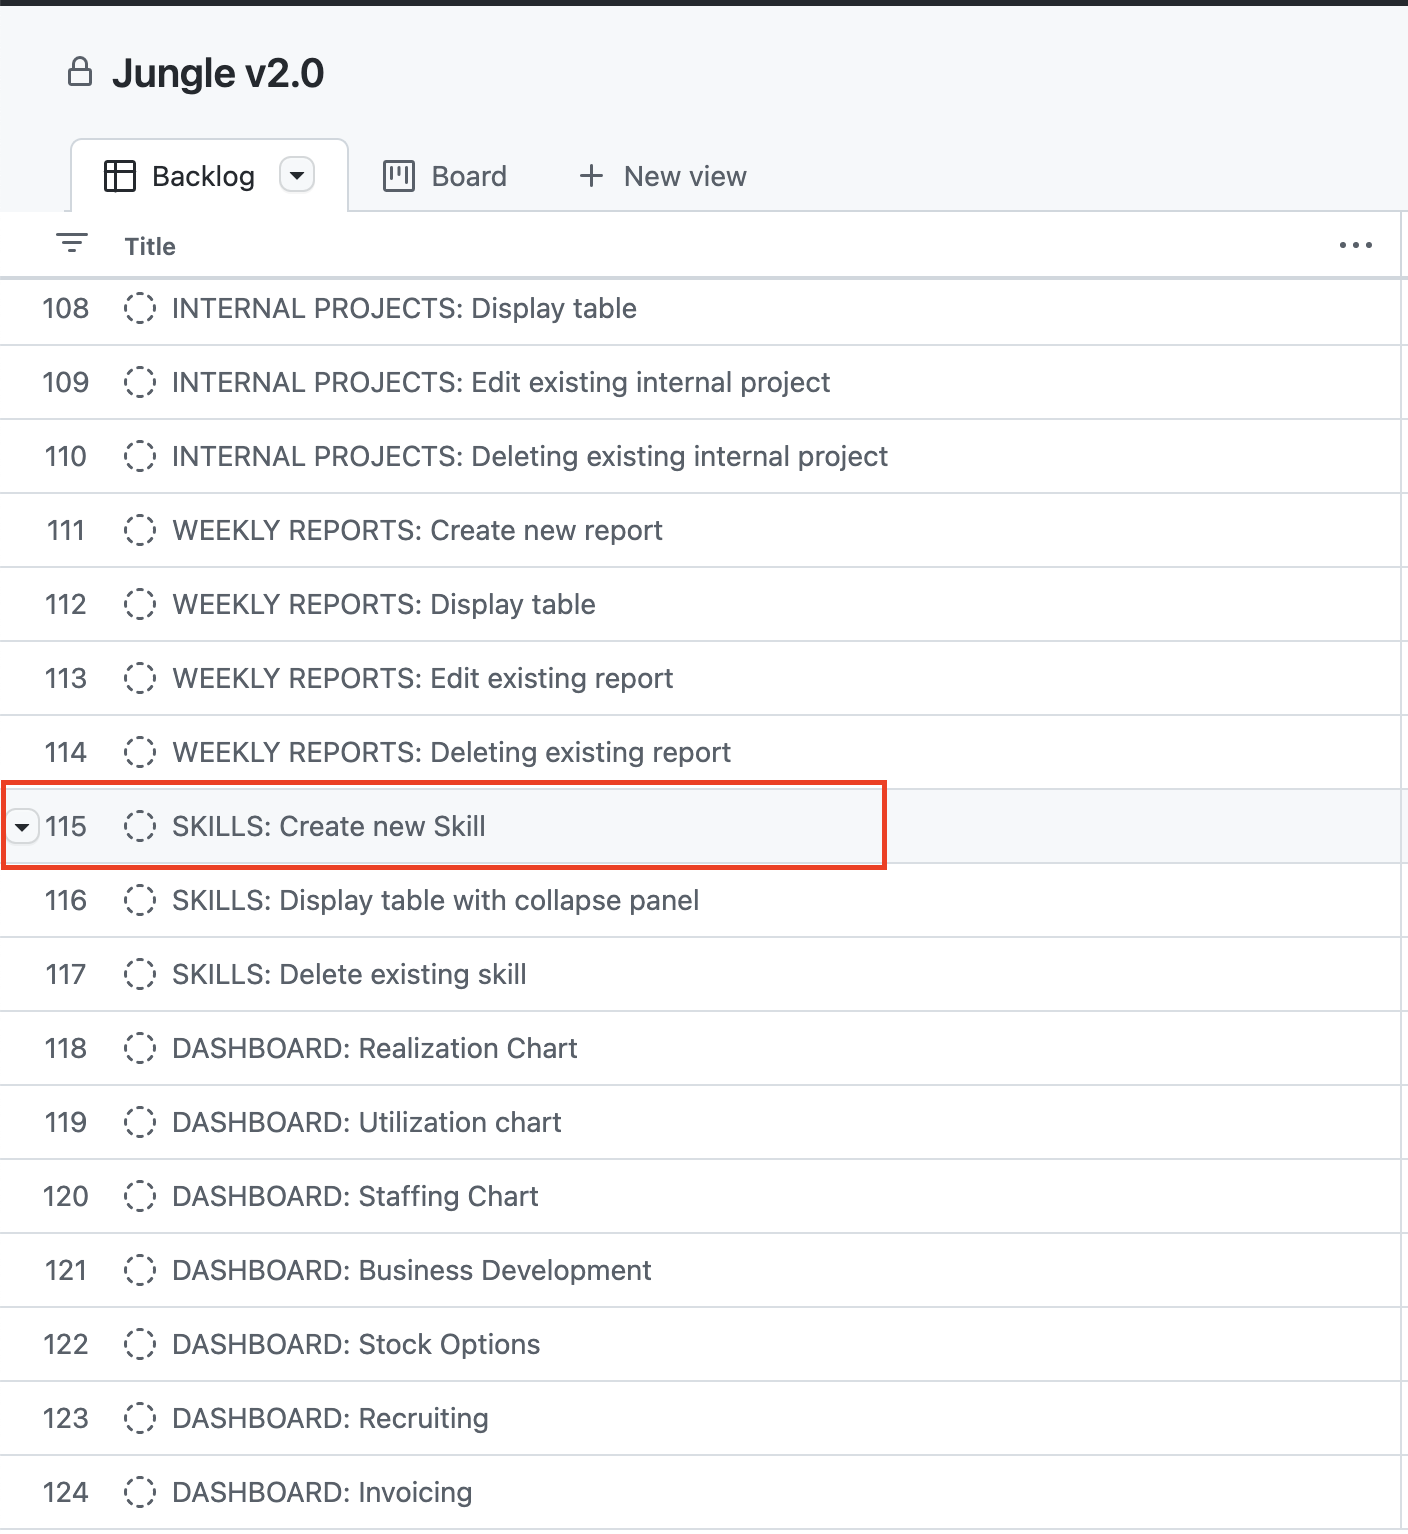 Jungle v2.0
Backlog Board + New view
Title ...
108 INTERNAL PROJECTS: Display table
109 INTERNAL PROJECTS: Edit existing internal project
110 INTERNAL PROJECTS: Deleting existing internal project
111 WEEKLY REPORTS: Create new report
112 WEEKLY REPORTS: Display table
113 WEEKLY REPORTS: Edit existing report
114 WEEKLY REPORTS: Deleting existing report
115 SKILLS: Create new Skill
116 SKILLS: Display table with collapse panel
117 SKILLS: Delete existing skill
118 DASHBOARD: Realization Chart
119 DASHBOARD: Utilization chart
120 DASHBOARD: Staffing Chart
121 DASHBOARD: Business Development
122 DASHBOARD: Stock Options
123 DASHBOARD: Recruiting
124 DASHBOARD: Invoicing